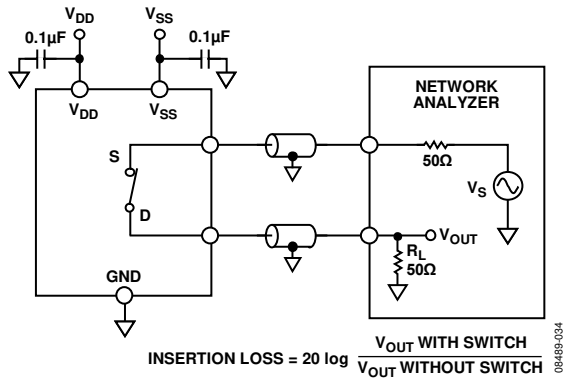 VDD
VSS
0.1µF
0.1µF
VDD
VSS
NETWORK
ANALYZER
S
50Ω
VS
D
VOUT
RL
50Ω
GND
INSERTION LOSS = 20 log VOUT WITH SWITCH
VOUT WITHOUT SWITCH
08489-034